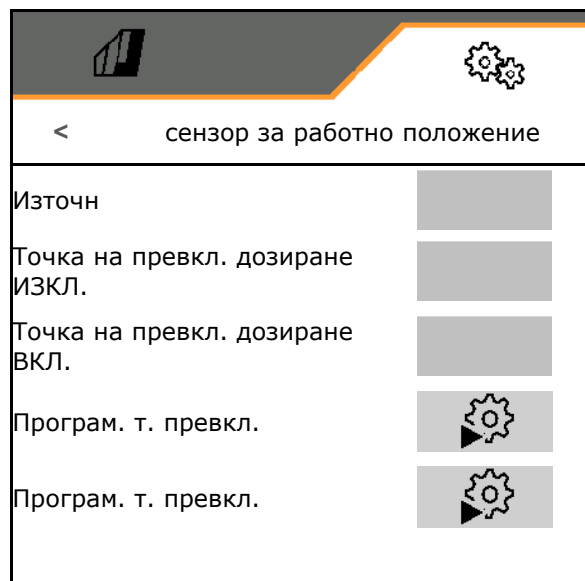 < сензор за работно положение
Източн
Точка на превкл. дозиране
ИЗКЛ.
Точка на превкл. дозиране
ВКЛ.
Програм. т. превкл.
Програм. т. превкл.